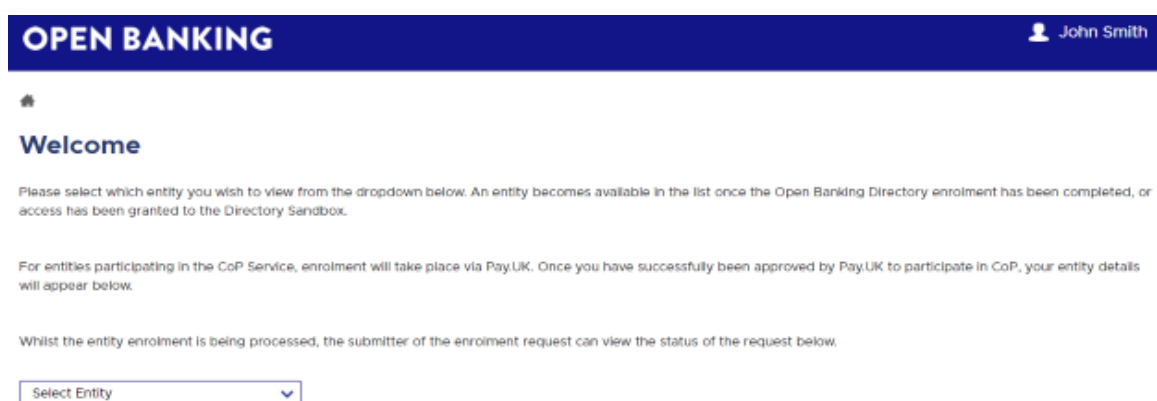 OPEN BANKING
John Smith
Welcome
Please select which entity you wish to view from the dropdown below. An entity becomes available in the list once the Open Banking Directory enrolment has been completed, or
access has been granted to the Directory Sandbox.
For entities participating in the CoP Service, enrolment will take place via Pay.UK. Once you have successfully been approved by Pay.UK to participate in CoP, your entity details
will appear below.
Whilst the entity enrolment is being processed, the submitter of the enrolment request can view the status of the request below.
Select Entity